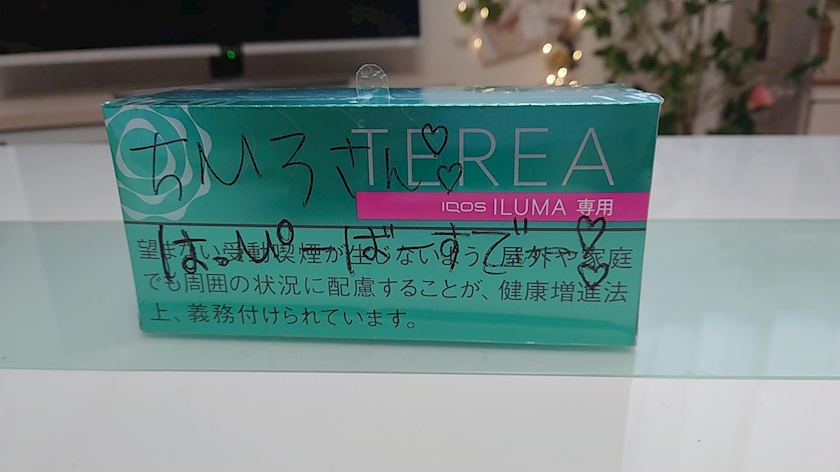 ちひろさん♡♡
TEREA
IQOS ILUMA 専用
はっぴーばーすでー♡♡
望まない受動喫煙が生じないよう、屋外や家庭
でも周囲の状況に配慮することが、健康増進法
上、義務付けられています。